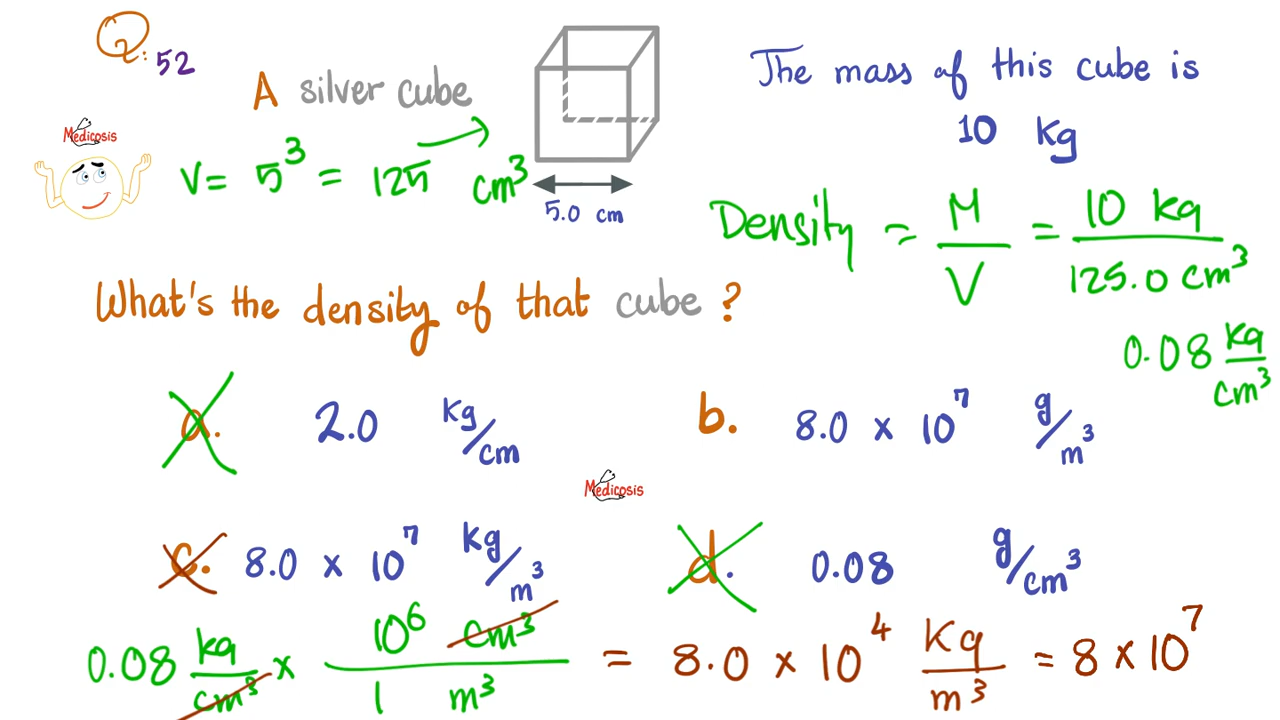 Q: 52
A silver cube
Medicosis
V = 5³ = 125 cm³
5.0 cm
The mass of this cube is
10 Kg
Density = M/V = 10 kg / 125.0 cm³
0.08 kg/cm³
What's the density of that cube ?
a. 2.0 kg/cm
b. 8.0 x 10⁷ g/m³
Medicosis
c. 8.0 x 10⁷ kg/m³
d. 0.08 g/cm³
0.08 kg/cm³ x 10⁶ cm³ / 1 m³ = 8.0 x 10⁴ Kg/m³ = 8 x 10⁷